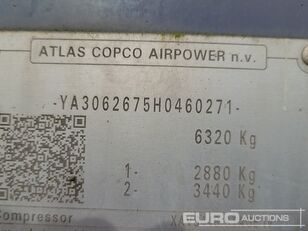 ATLAS COPCO AIRPOWER n.v.
-YA3062675H0460271-
6320 Kg
1- 2880 Kg
2- 3440 Kg
Compressor
EURO AUCTIONS